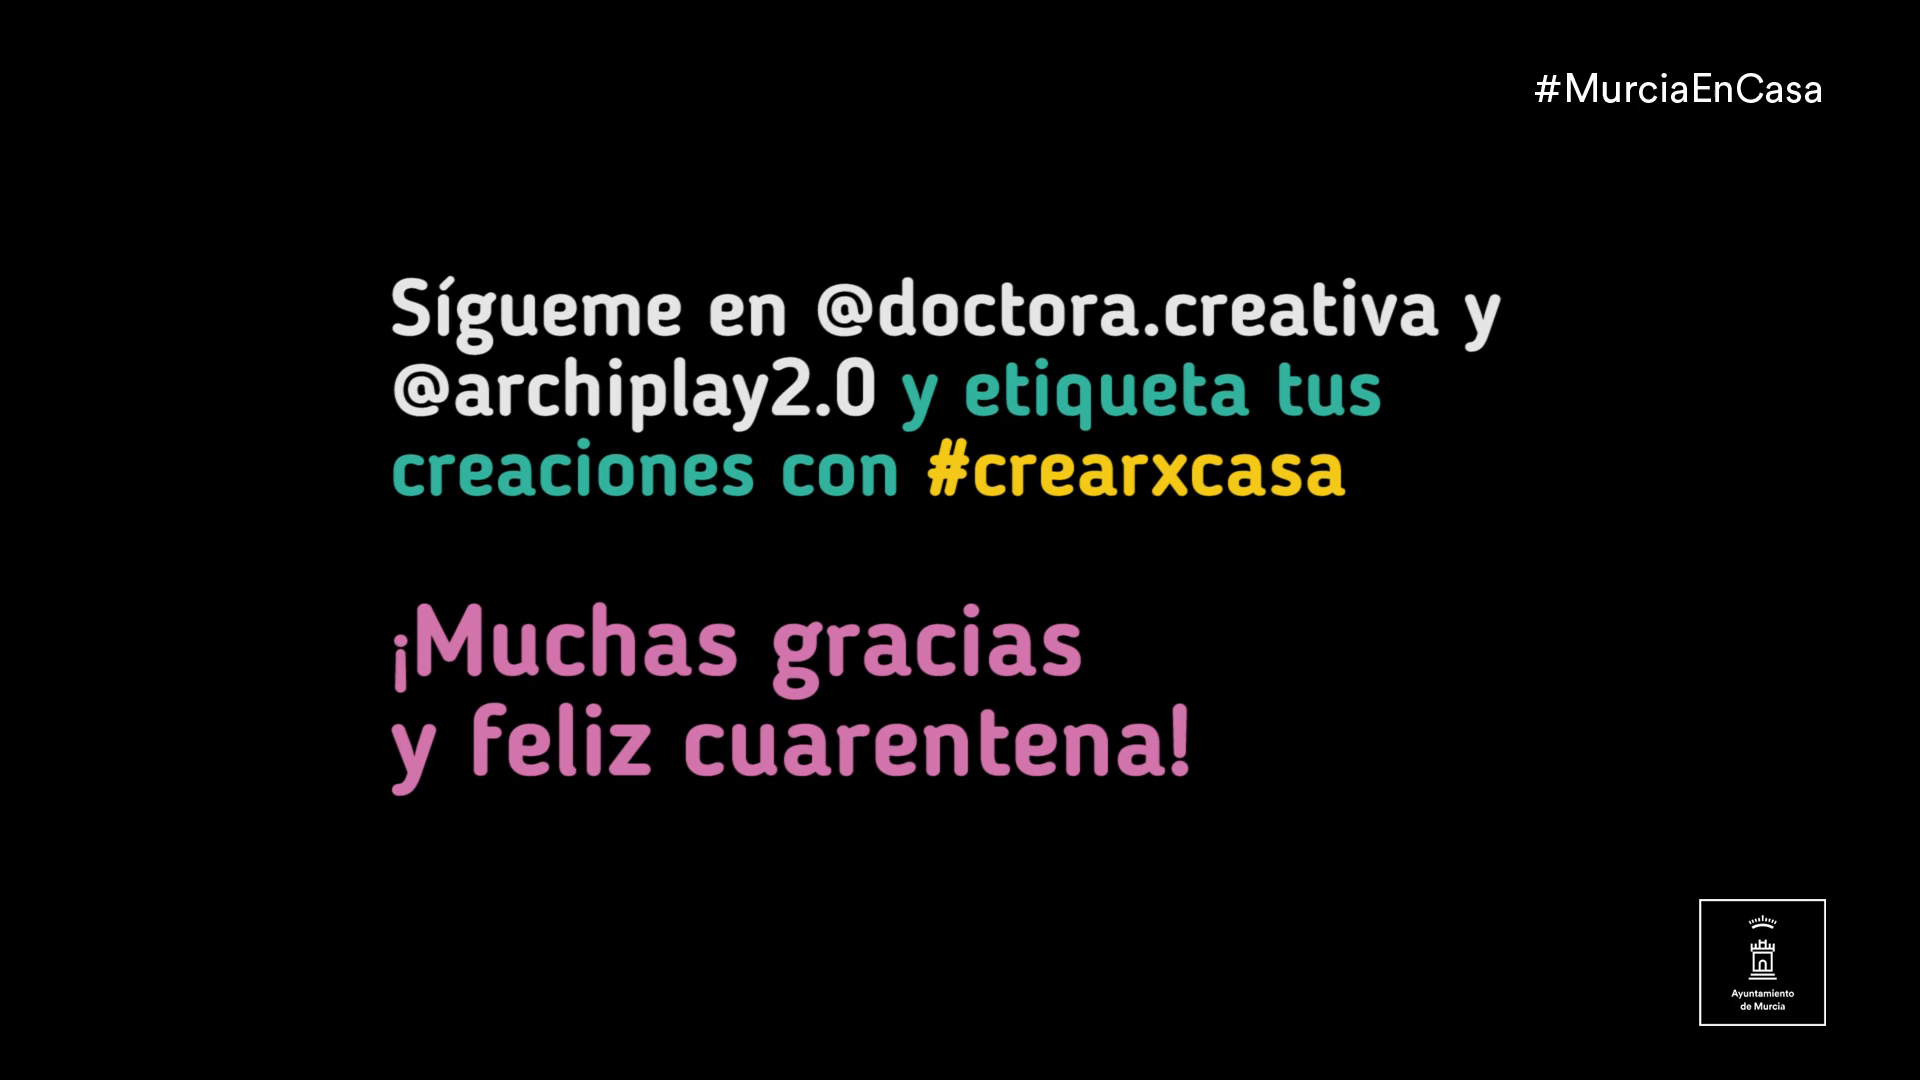 #MurciaEnCasa
Sígueme en @doctora.creativa y
@archiplay2.0 y etiqueta tus
creaciones con #crearxcasa
¡Muchas gracias
y feliz cuarentena!
Ayuntamiento
de Murcia